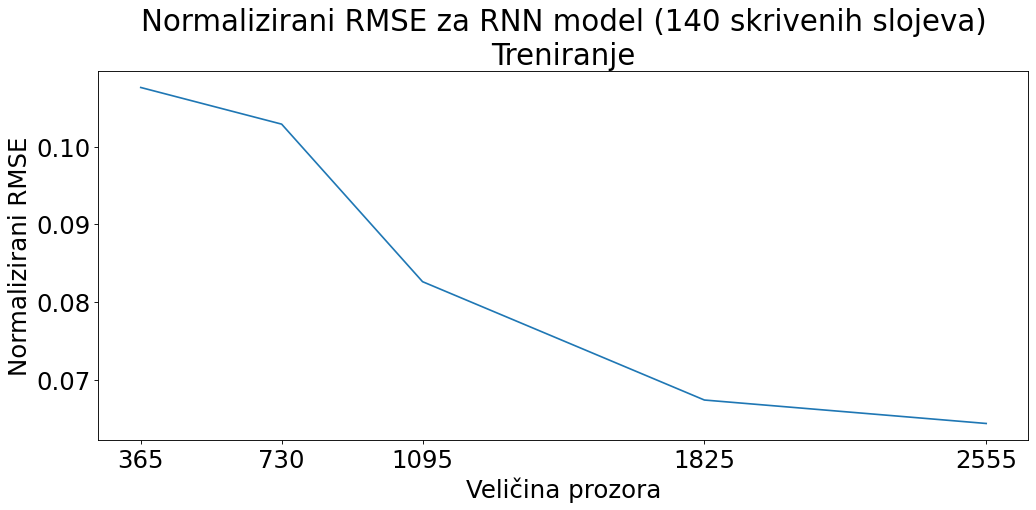 Normalizirani RMSE za RNN model (140 skrivenih slojeva)
Treniranje
Normalizirani RMSE
0.10
0.09
0.08
0.07
365 730 1095 1825 2555
Veličina prozora